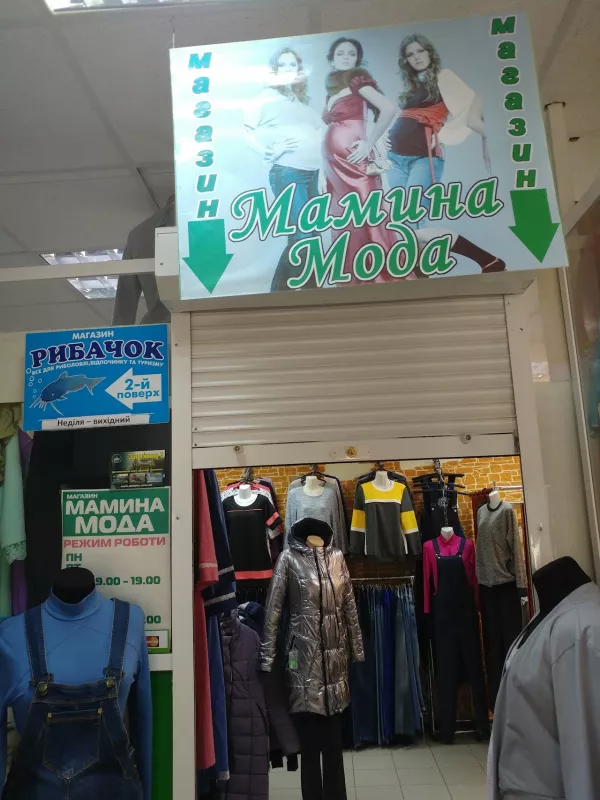 магазин
магазин
Мамина
Мода
МАГАЗИН
РИБАЧОК
ВСЕ ДЛЯ РИБОЛОВЛІ, ВІДПОЧИНКУ ТА ТУРИЗМУ
2-й
поверх
Неділя – вихідний
МАГАЗИН
МАМИНА
МОДА
РЕЖИМ РОБОТИ
ПН
ПТ
9.00 - 19.00